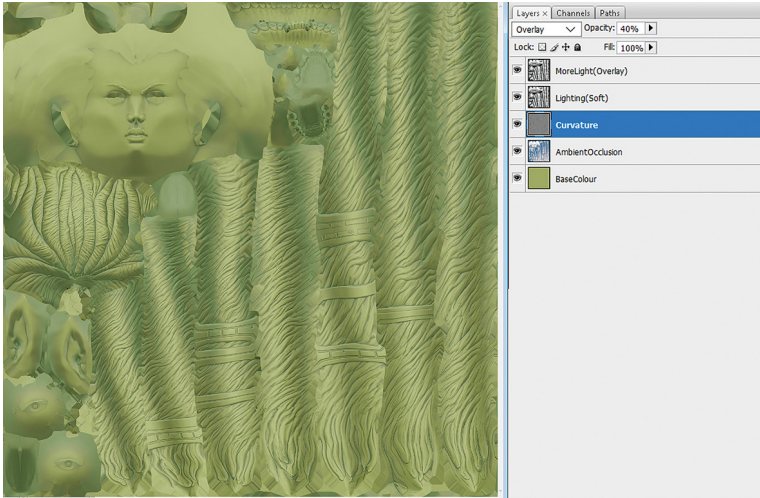 Layers × Channels Paths
Overlay Opacity: 40%
Lock: Fill: 100%
MoreLight(Overlay)
Lighting(Soft)
Curvature
AmbientOcclusion
BaseColour